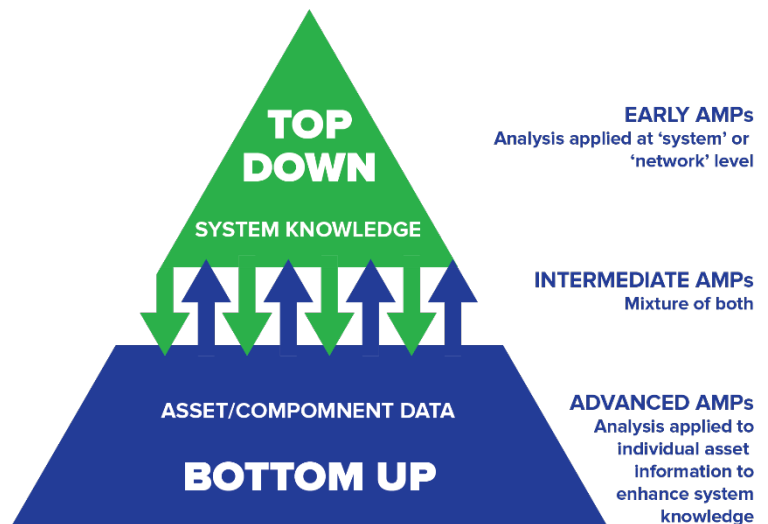 TOP
DOWN
SYSTEM KNOWLEDGE
EARLY AMPs
Analysis applied at ‘system’ or
‘network’ level
INTERMEDIATE AMPs
Mixture of both
ASSET/COMPOMNENT DATA
BOTTOM UP
ADVANCED AMPs
Analysis applied to
individual asset
information to
enhance system
knowledge